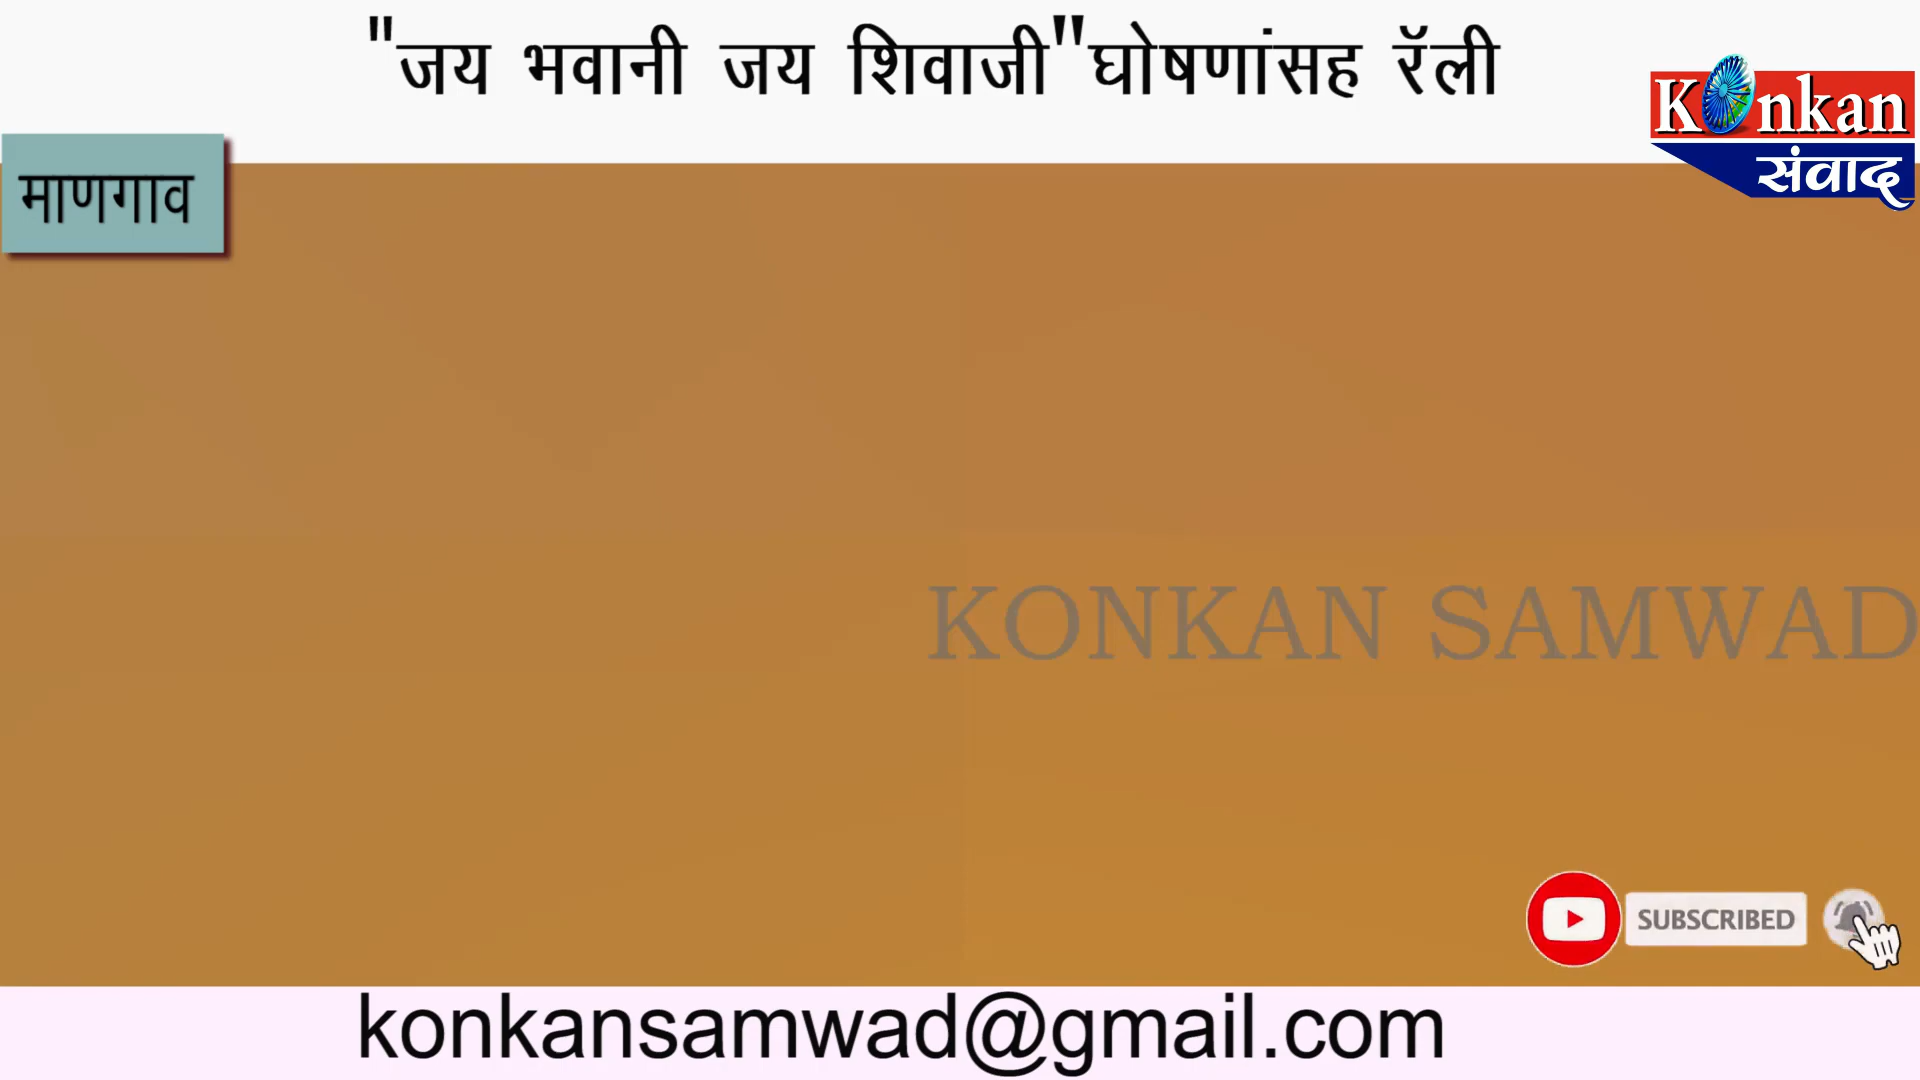 "जय भवानी जय शिवाजी"घोषणांसह रॅली
Konkan
संवाद
माणगाव
KONKAN SAMWAD
SUBSCRIBED
konkansamwad@gmail.com